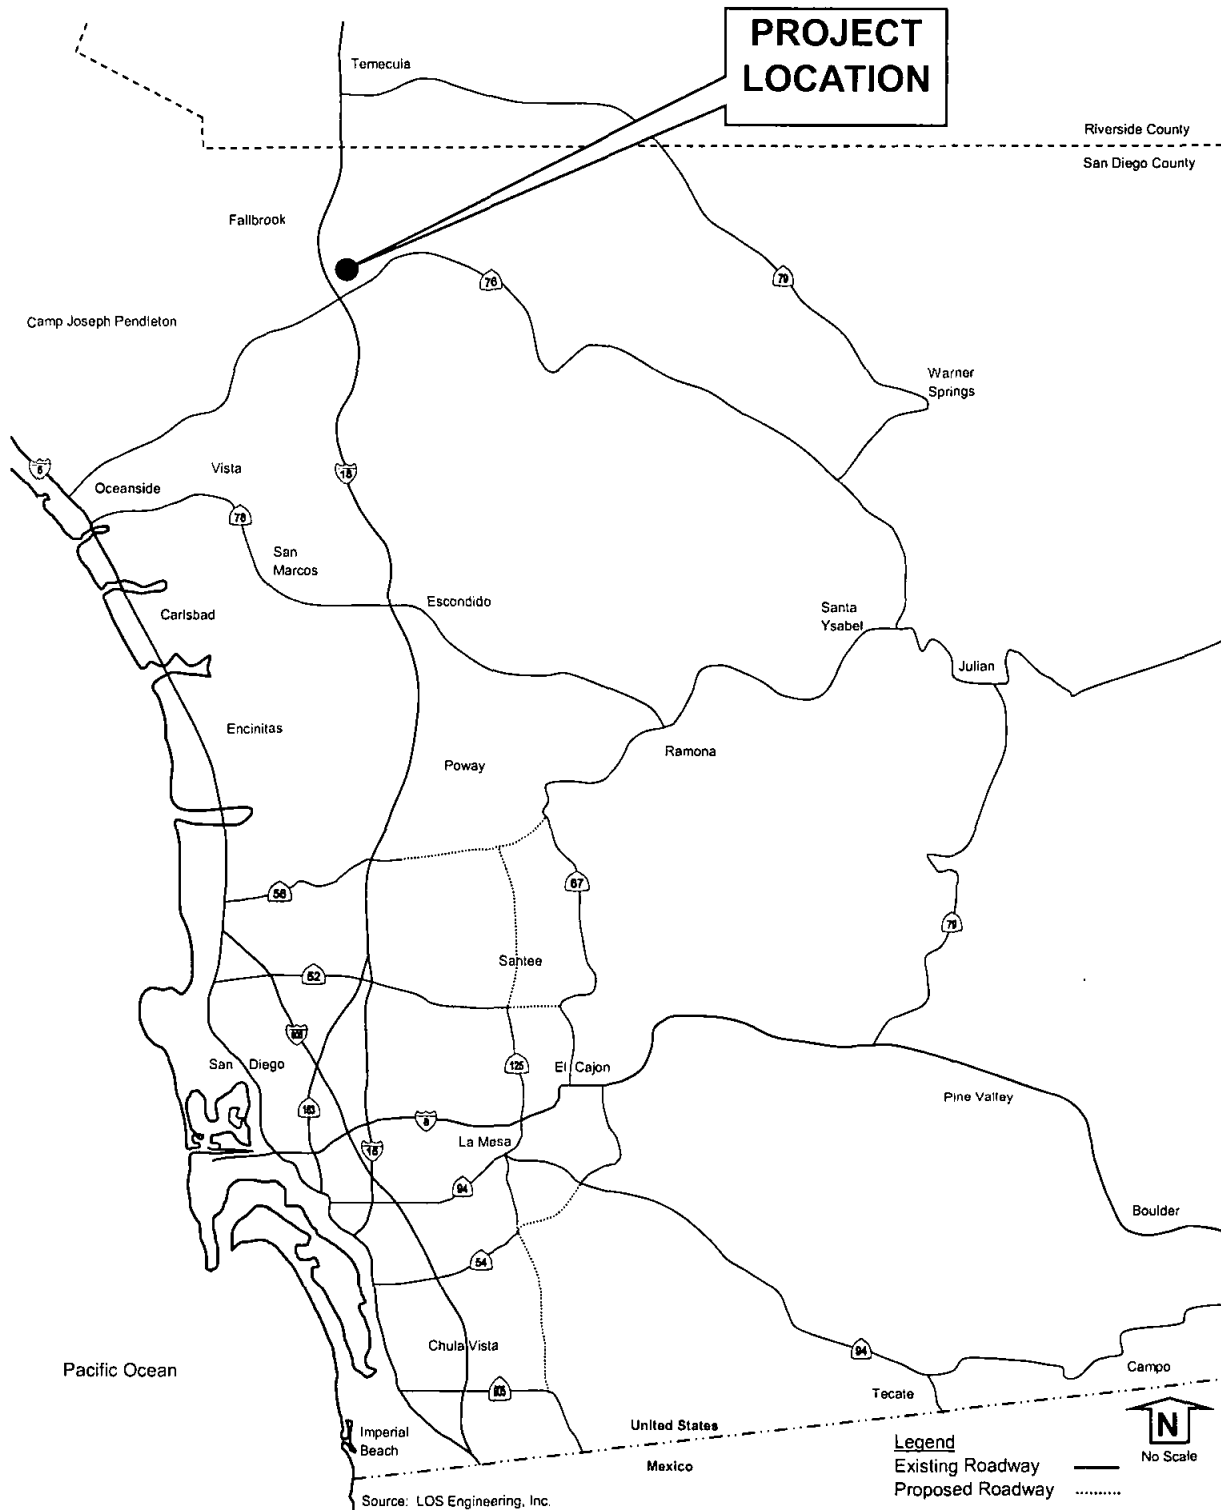 PROJECT
LOCATION
Temecula
Riverside County
San Diego County
Fallbrook
76
79
Camp Joseph Pendleton
Warner
Springs
5
Vista
15
Oceanside
78
San
Marcos
Escondido
Santa
Ysabel
Carlsbad
Julian
Encinitas
Ramona
Poway
67
56
79
Santee
52
805
San Diego
125
El Cajon
Pine Valley
163
8
La Mesa
15
94
Boulder
54
Chula Vista
94
Campo
Pacific Ocean
905
Tecate
N
No Scale
Imperial
Beach
United States
Mexico
Legend
Existing Roadway
Proposed Roadway
Source: LOS Engineering, Inc.